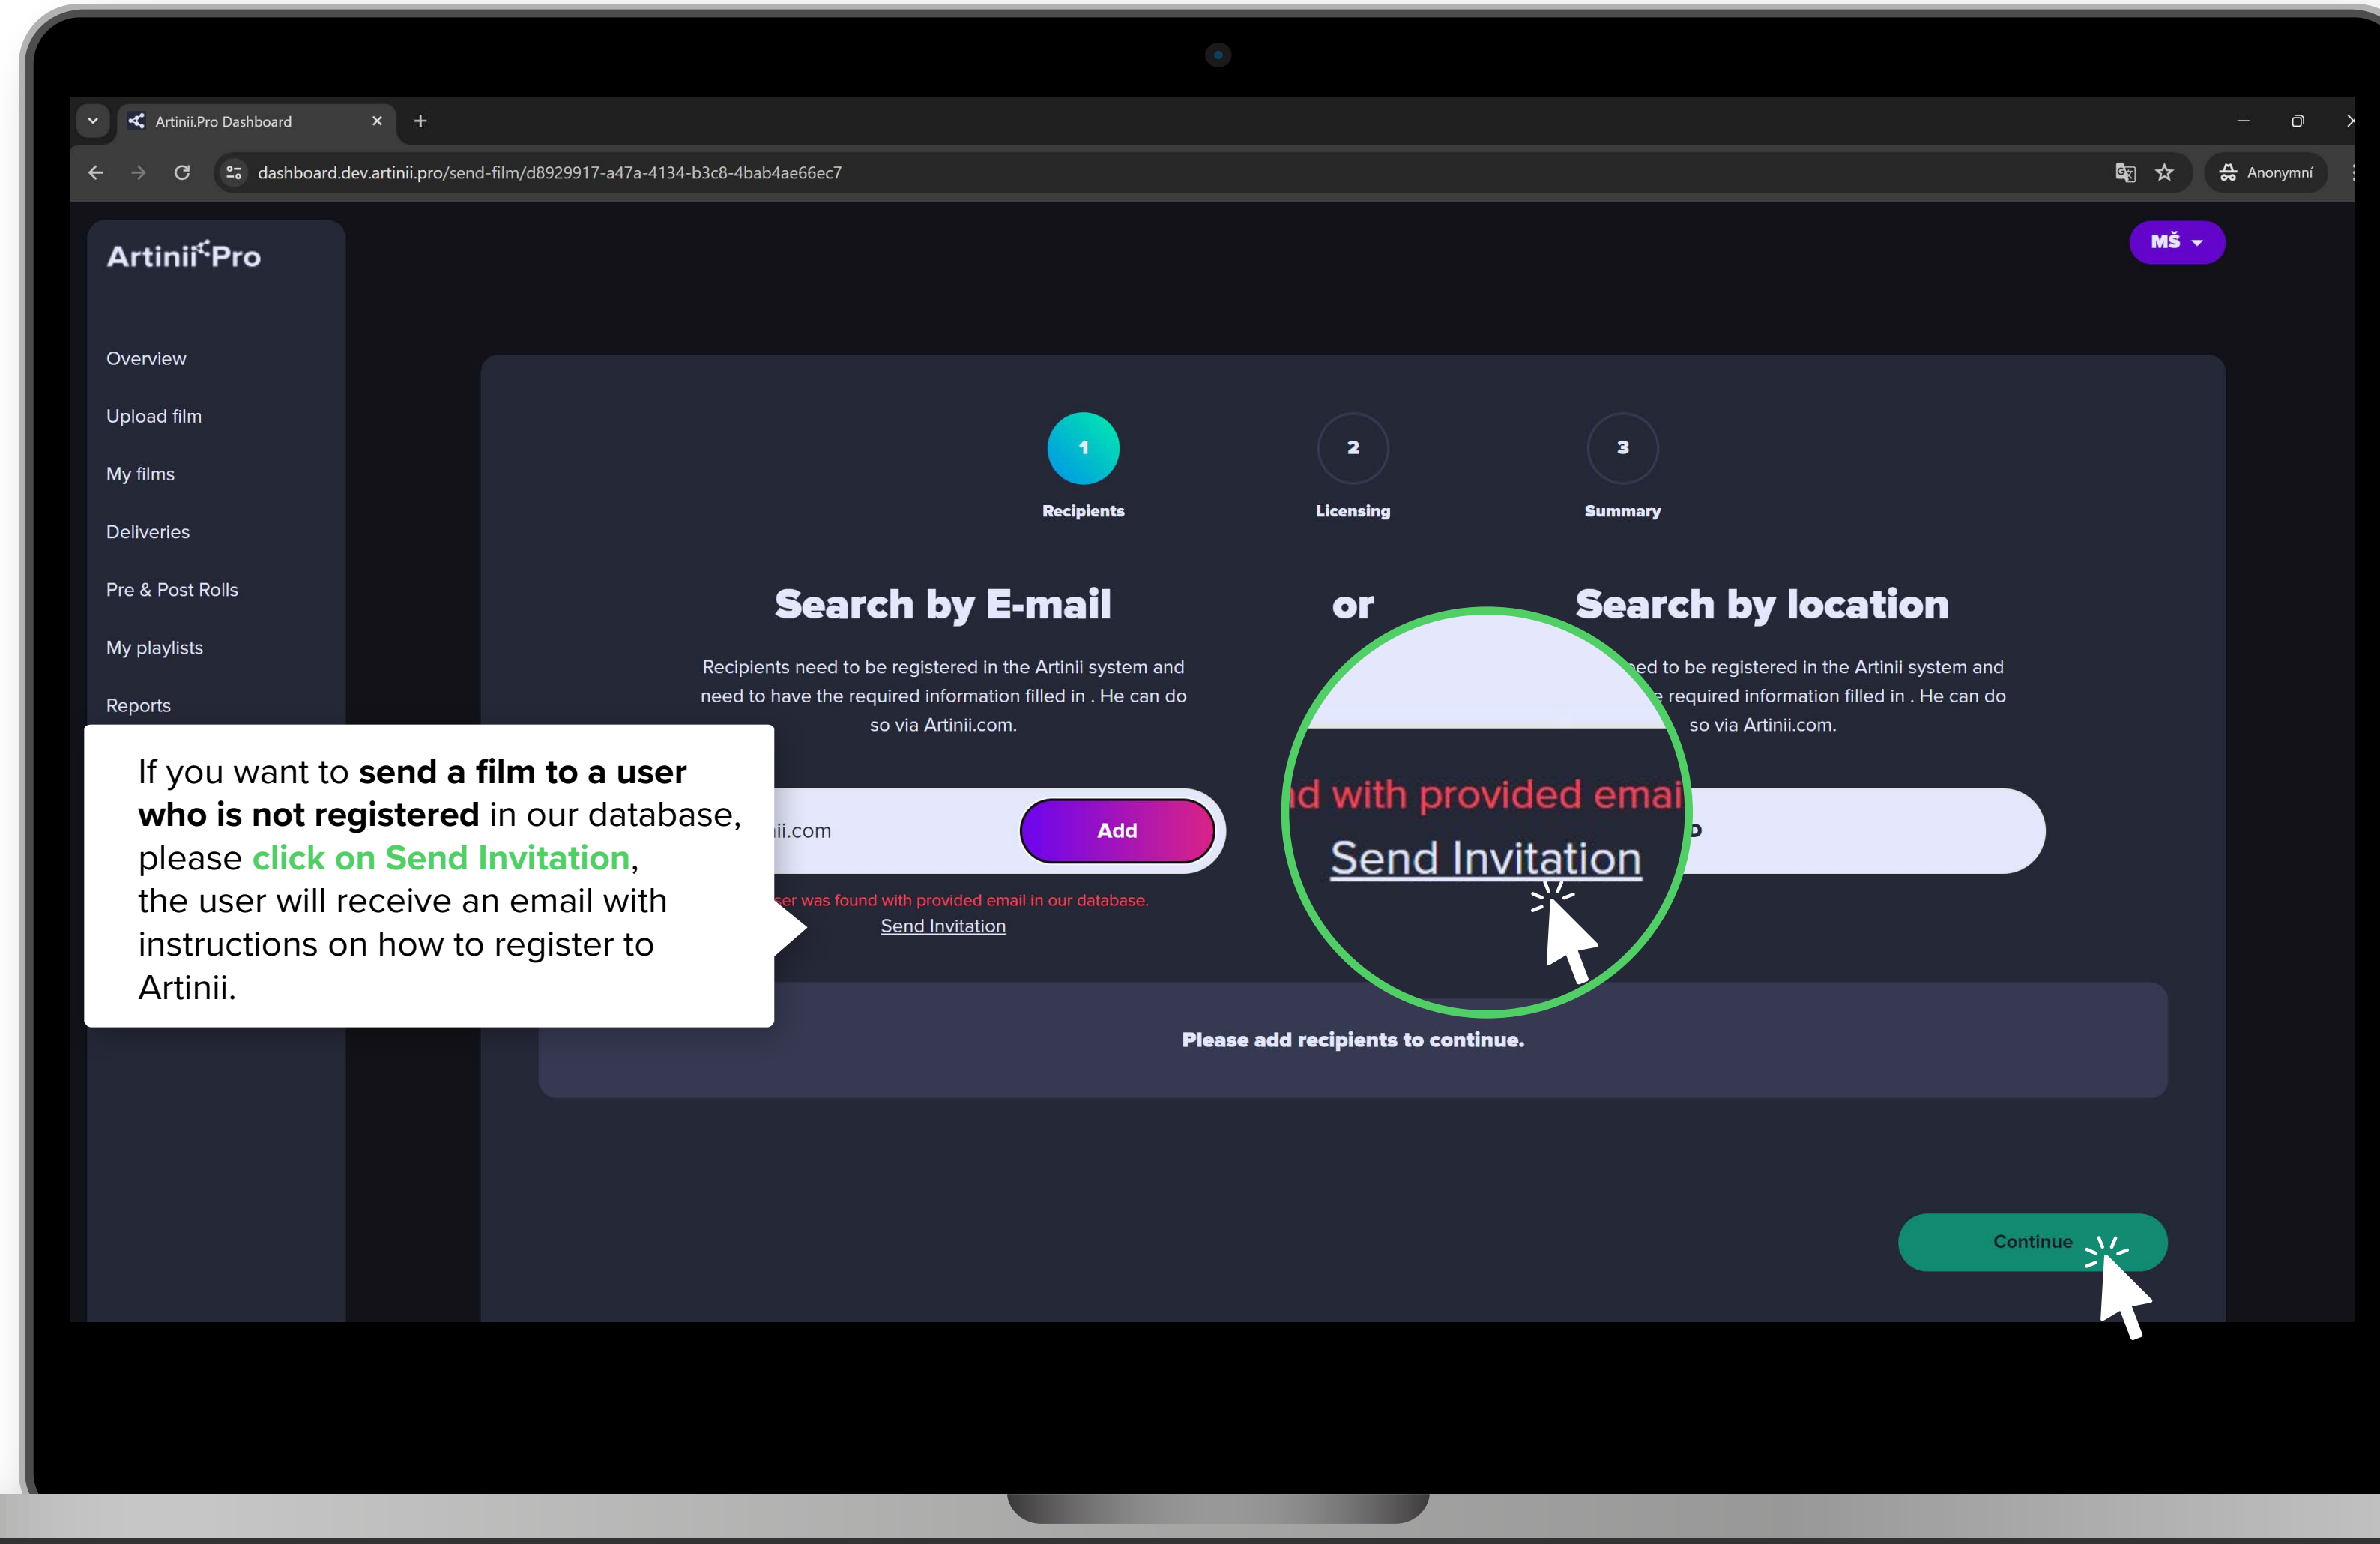 Artinii.Pro Dashboard
dashboard.dev.artinii.pro/send-film/d8929917-a47a-4134-b3c8-4bab4ae66ec7
Anonymní
Artinii Pro
MŠ
Overview
Upload film
My films
Deliveries
Pre & Post Rolls
My playlists
Reports
1
2
3
Recipients
Licensing
Summary
Search by E-mail
or
Search by location
Recipients need to be registered in the Artinii system and
need to have the required information filled in . He can do
so via Artinii.com.
to be registered in the Artinii system and
required information filled in . He can do
so via Artinii.com.
If you want to send a film to a user
who is not registered in our database,
please click on Send Invitation,
the user will receive an email with
instructions on how to register to
Artinii.
.com
Add
was found with provided email in our database.
Send Invitation
with provided
Send Invitation
Please add recipients to continue.
Continue